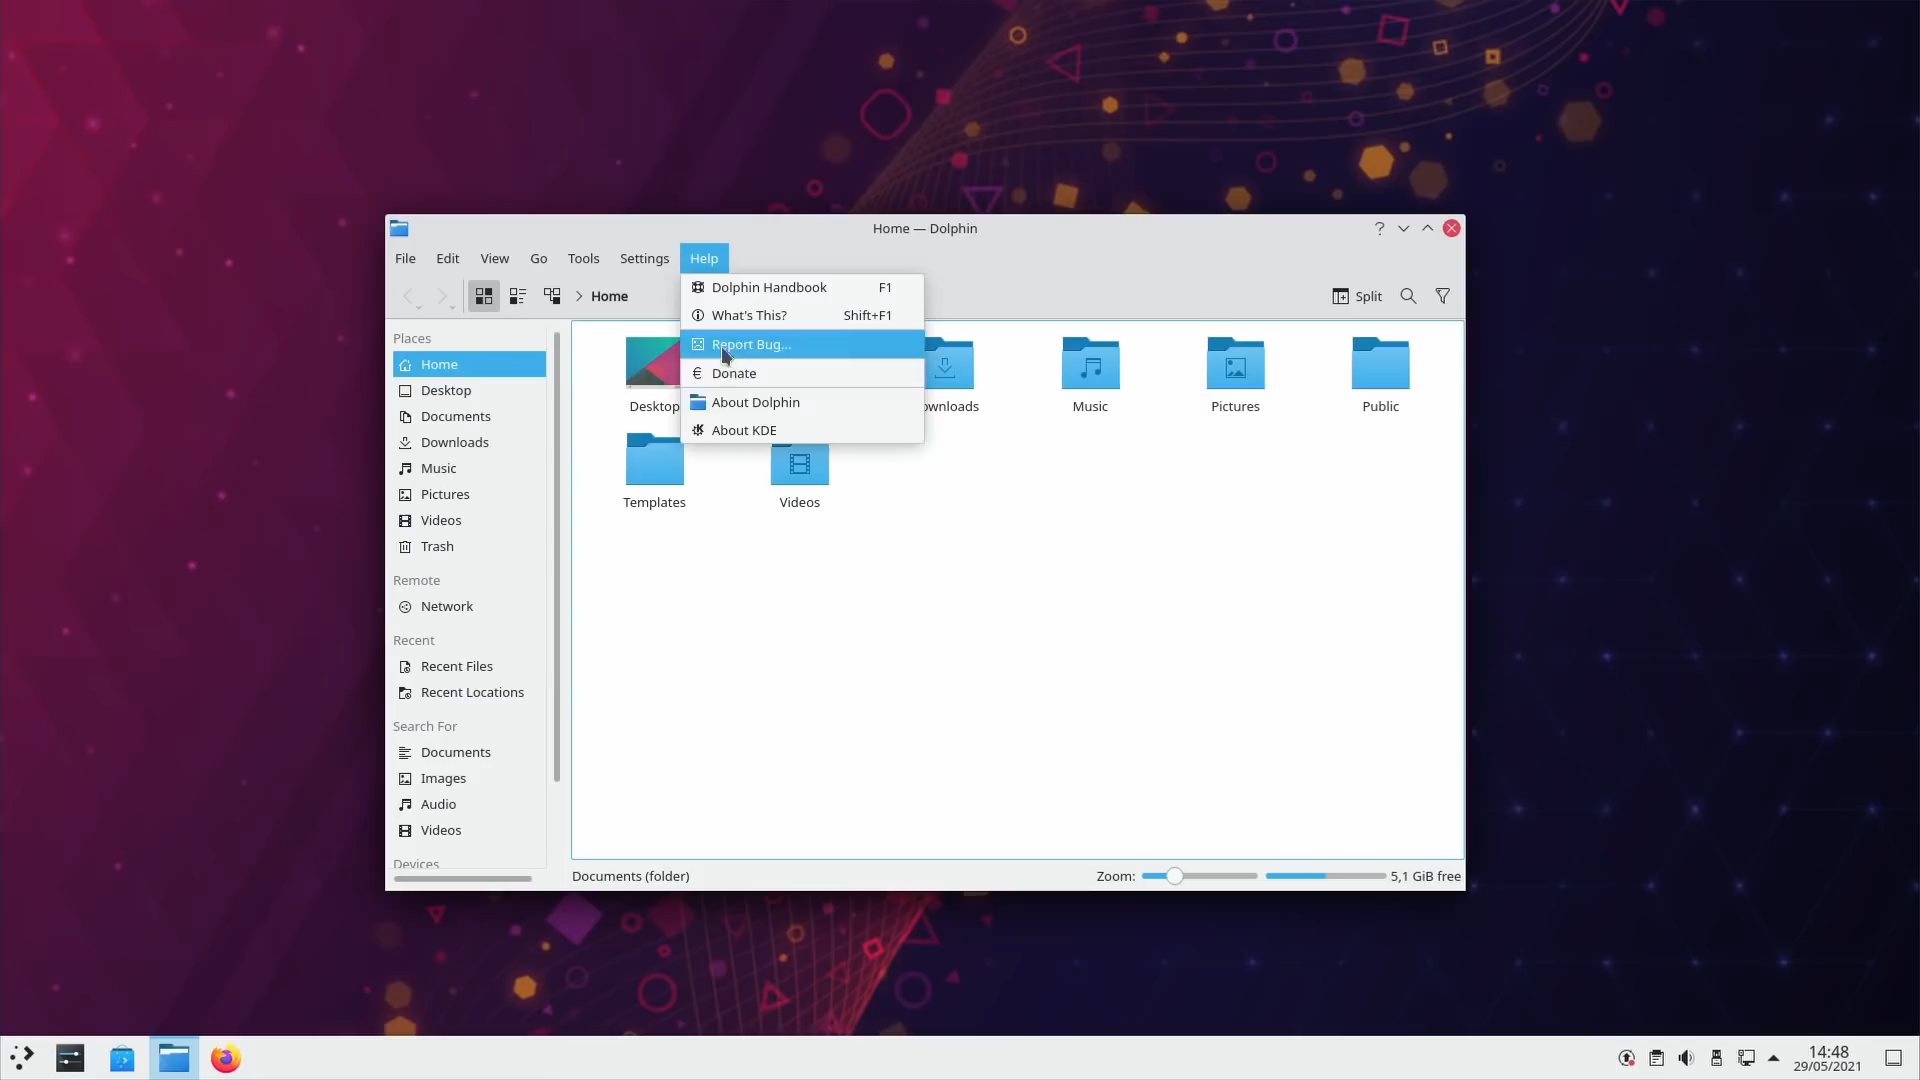 Home — Dolphin
File Edit View Go Tools Settings Help
Home
Split
Dolphin Handbook F1
What's This? Shift+F1
Report Bug...
Donate
About Dolphin
About KDE
Places
Home
Desktop
Documents
Downloads
Music
Pictures
Videos
Trash
Remote
Network
Recent
Recent Files
Recent Locations
Search For
Documents
Images
Audio
Videos
Devices
Desktop wnloads Music Pictures Public
Templates Videos
Documents (folder)
Zoom:
5,1 GiB free
14:48
29/05/2021